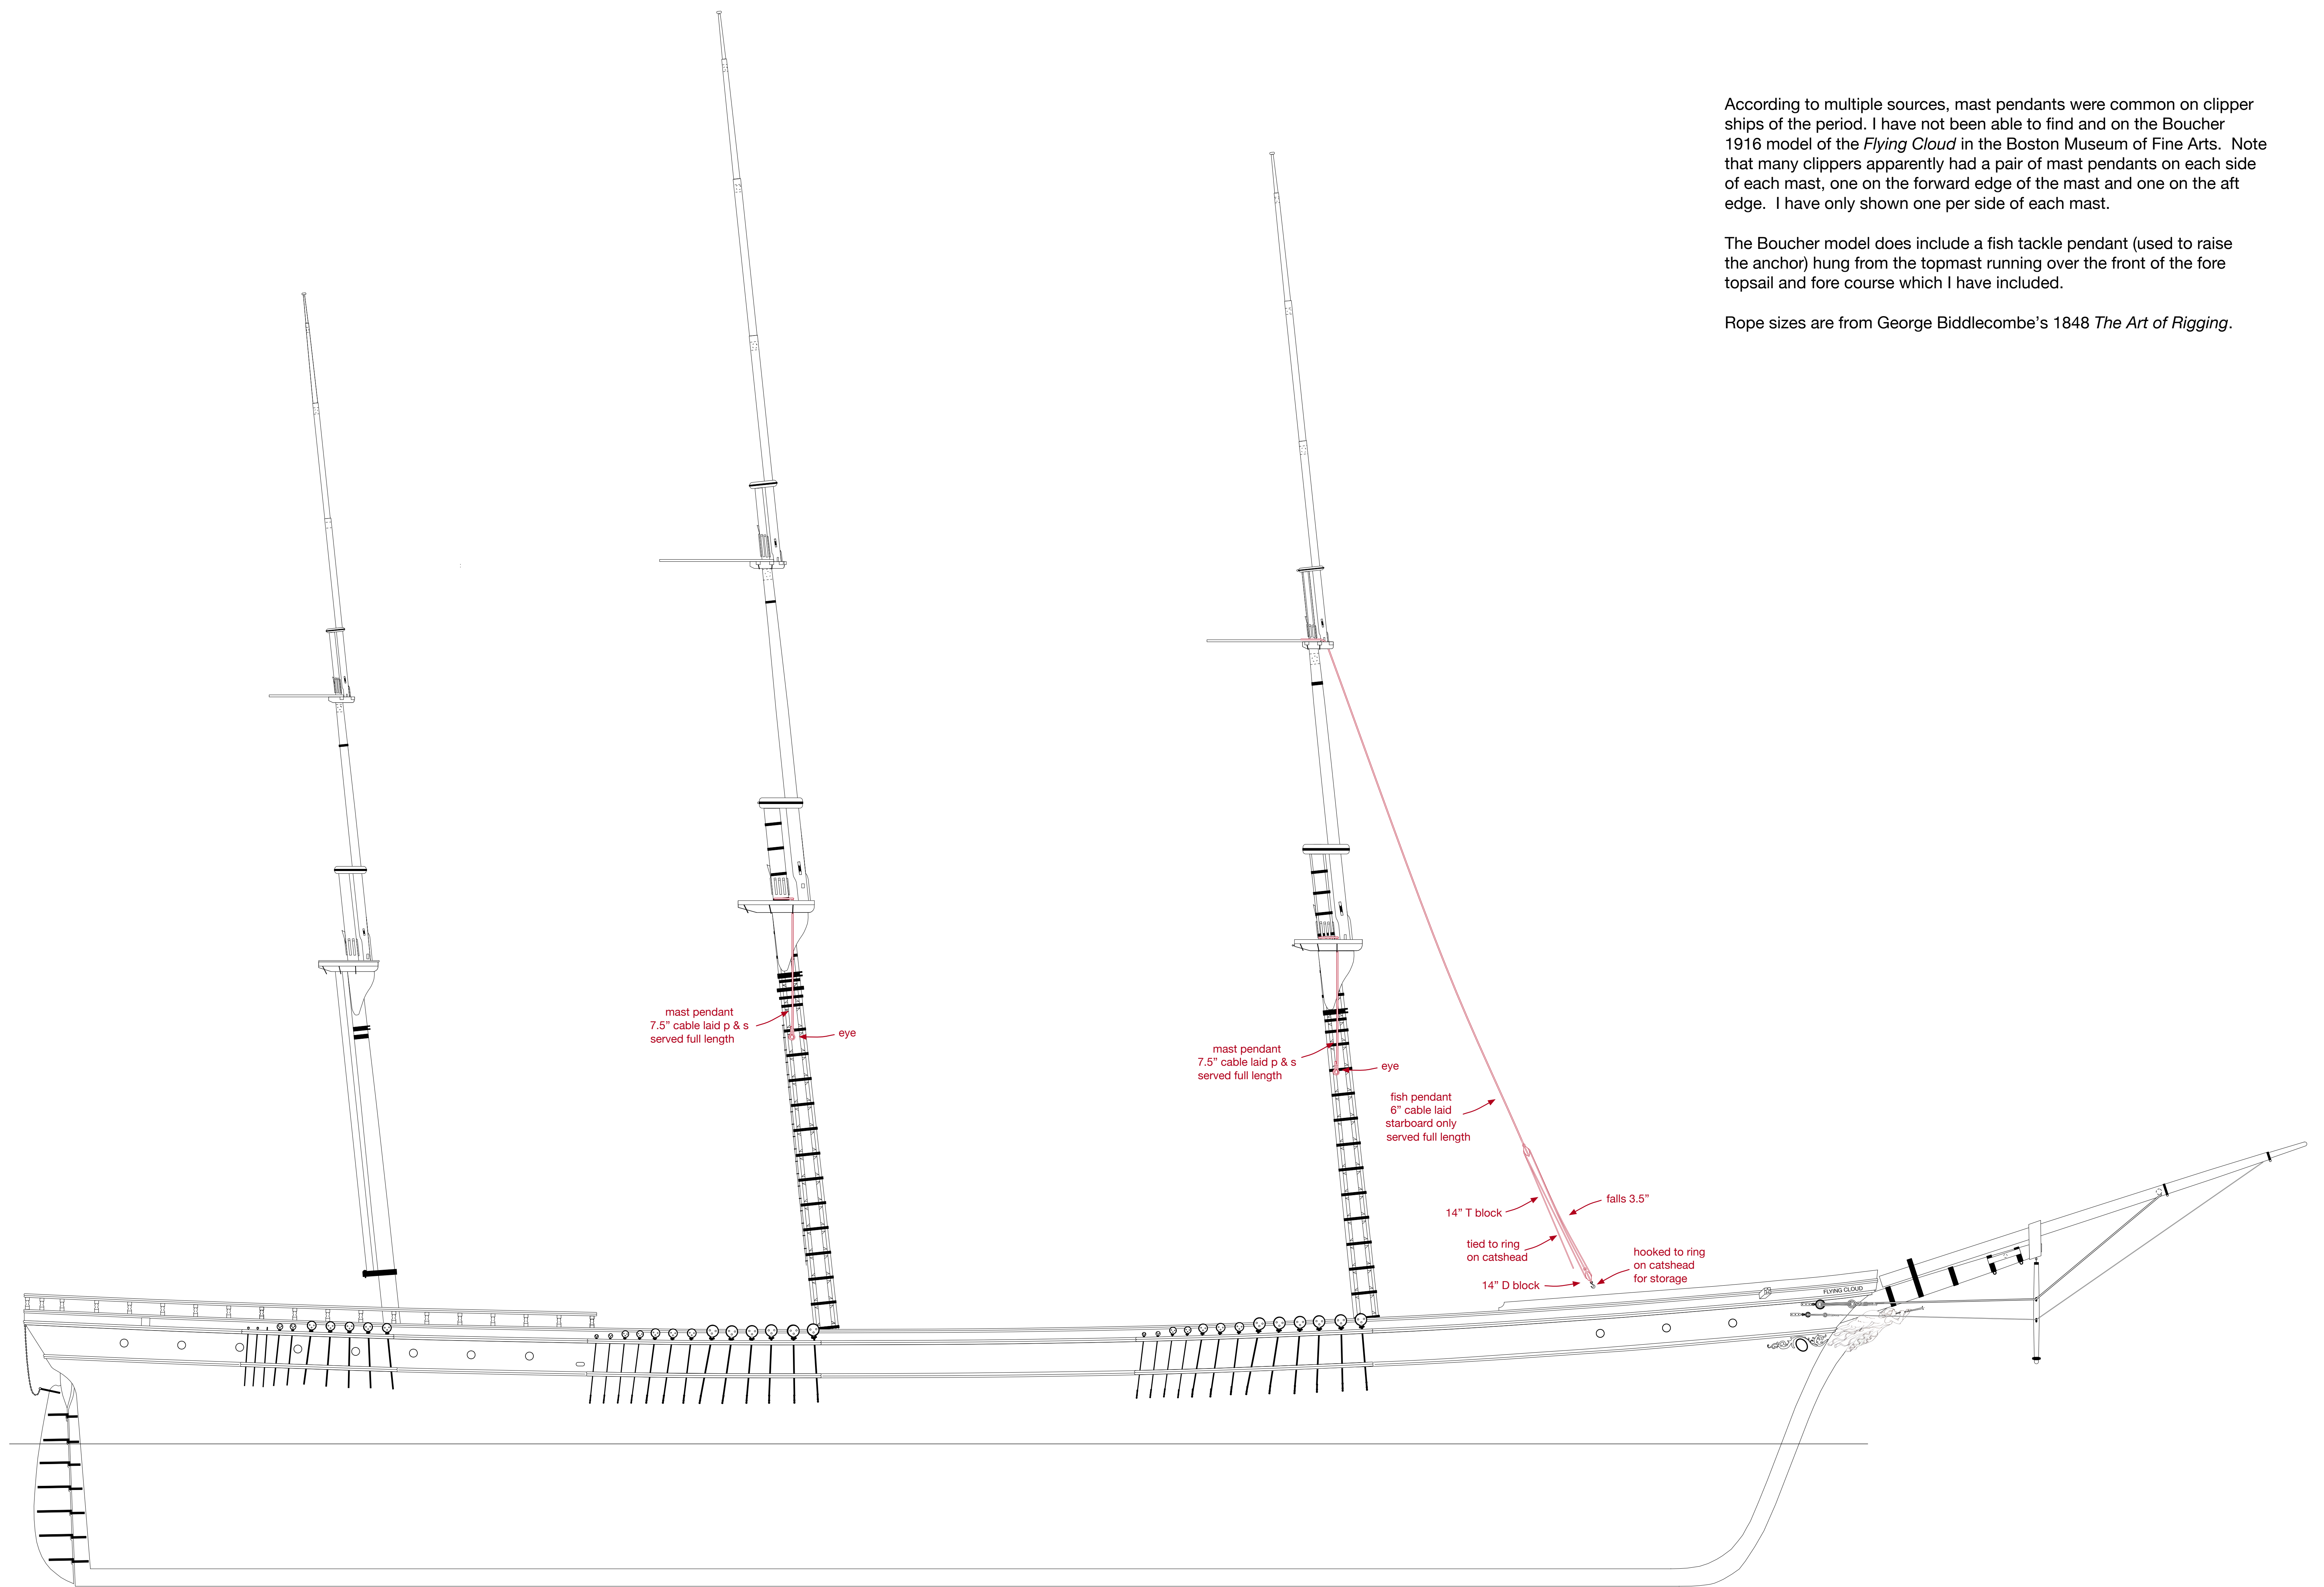 According to multiple sources, mast pendants were common on clipper
ships of the period. I have not been able to find and on the Boucher
1916 model of the Flying Cloud in the Boston Museum of Fine Arts.  Note
that many clippers apparently had a pair of mast pendants on each side
of each mast, one on the forward edge of the mast and one on the aft
edge.  I have only shown one per side of each mast.
The Boucher model does include a fish tackle pendant (used to raise
the anchor) hung from the topmast running over the front of the fore
topsail and fore course which I have included.
Rope sizes are from George Biddlecombe’s 1848 The Art of Rigging.
mast pendant
7.5” cable laid p & s
served full length
eye
mast pendant
7.5” cable laid p & s
served full length
eye
fish pendant
6” cable laid
starboard only
served full length
falls 3.5”
14” T block
tied to ring
on catshead
hooked to ring
on catshead
for storage
14” D block
FLYING CLOUD